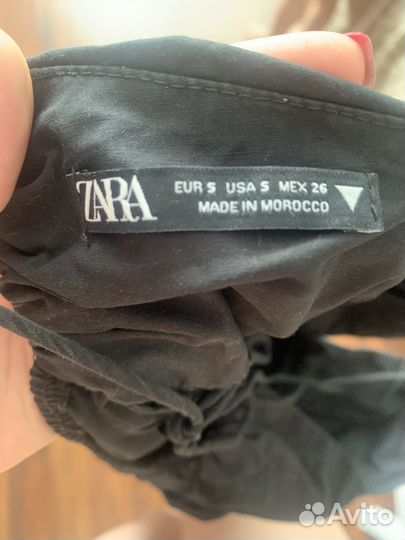 ZARA
EUR S USA S MEX 26
MADE IN MOROCCO
Avito